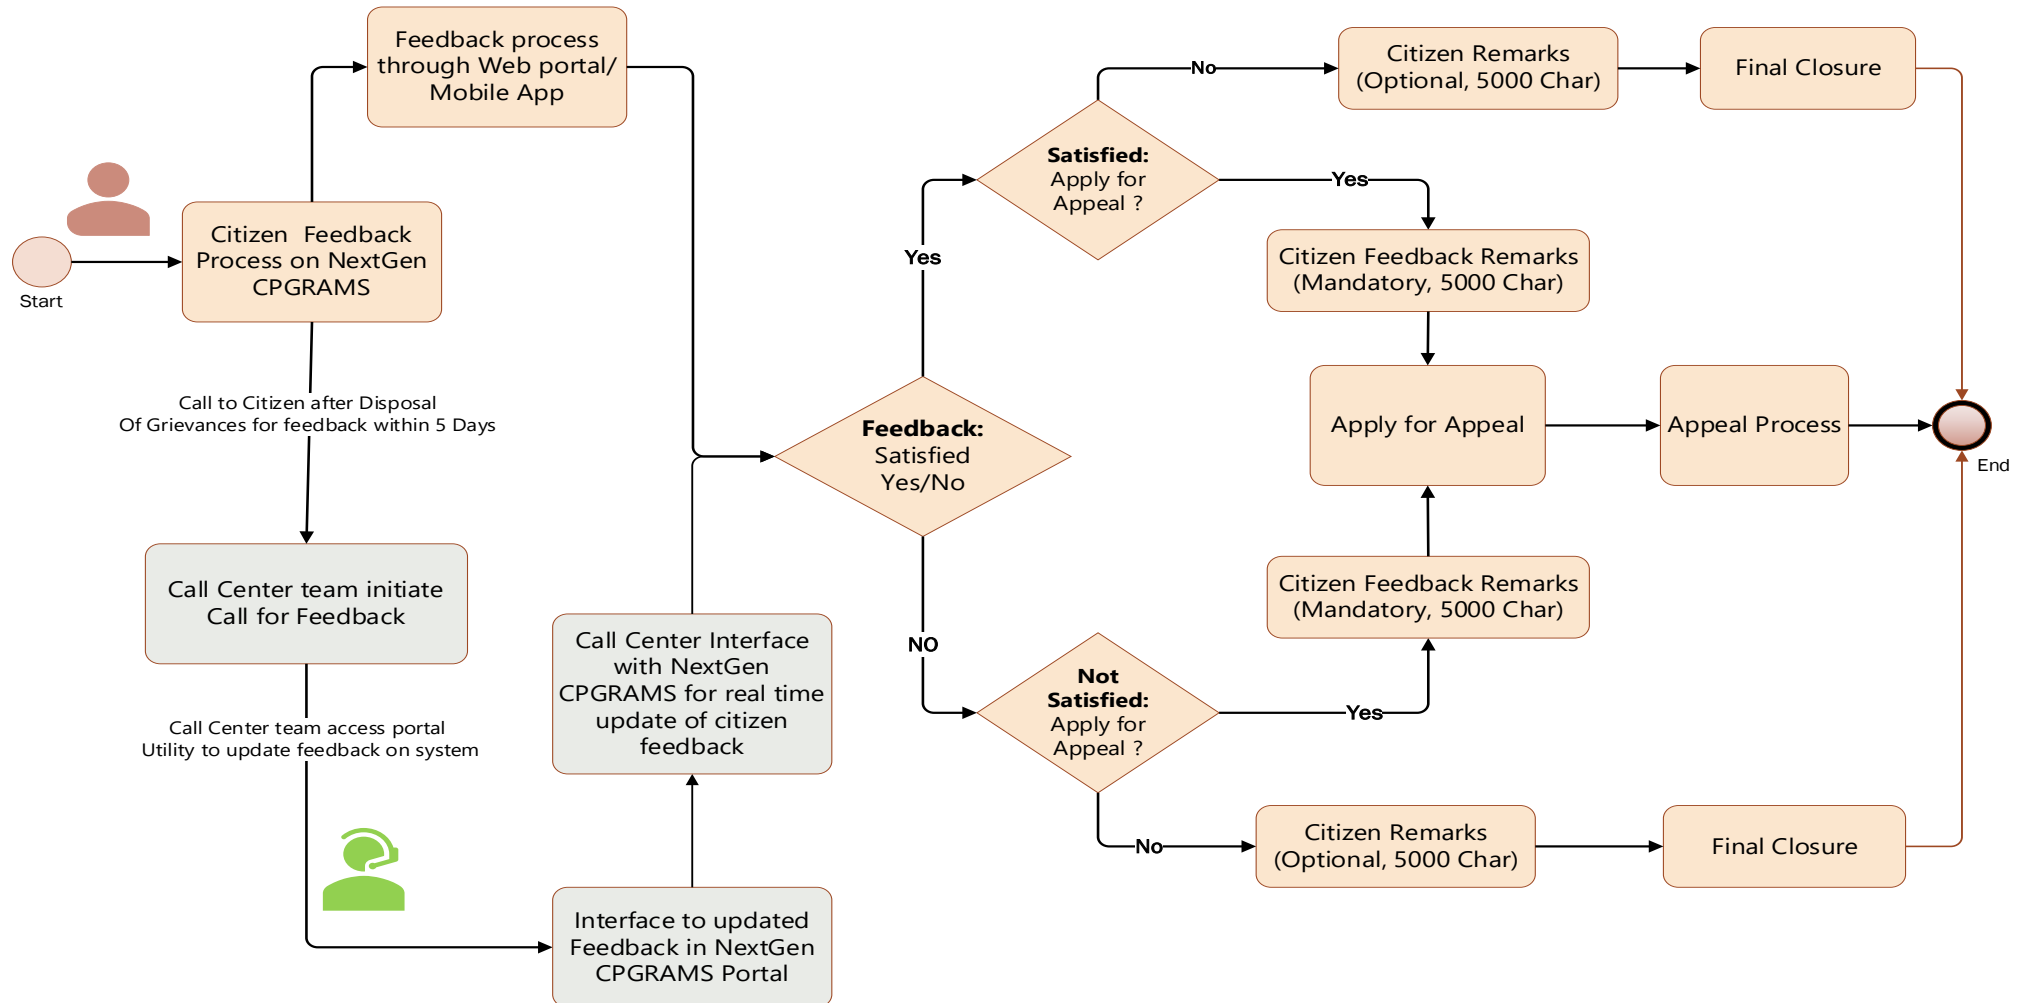 Feedback process
through Web portal/
Mobile App
Start
Citizen Feedback
Process on NextGen
CPGRAMS
Call to Citizen after Disposal
Of Grievances for feedback within 5 Days
Call Center team initiate
Call for Feedback
Call Center team access portal
Utility to update feedback on system
Interface to updated
Feedback in NextGen
CPGRAMS Portal
Call Center Interface
with NextGen
CPGRAMS for real time
update of citizen
feedback
Feedback:
Satisfied
Yes/No
Yes
Satisfied:
Apply for
Appeal ?
No
Citizen Remarks
(Optional, 5000 Char)
Final Closure
Yes
Citizen Feedback Remarks
(Mandatory, 5000 Char)
Apply for Appeal
Appeal Process
End
NO
Not
Satisfied:
Apply for
Appeal ?
Yes
Citizen Feedback Remarks
(Mandatory, 5000 Char)
No
Citizen Remarks
(Optional, 5000 Char)
Final Closure